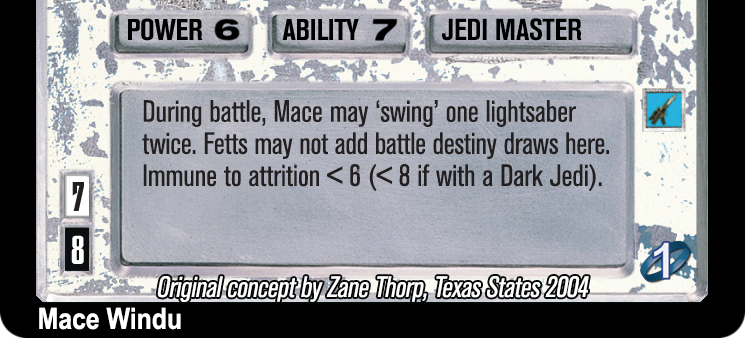 POWER 6 ABILITY 7 JEDI MASTER
During battle, Mace may ‘swing’ one lightsaber
twice. Fetts may not add battle destiny draws here.
Immune to attrition < 6 (< 8 if with a Dark Jedi).
7
8
1
Original concept by Zane Thorp, Texas States 2004
Mace Windu